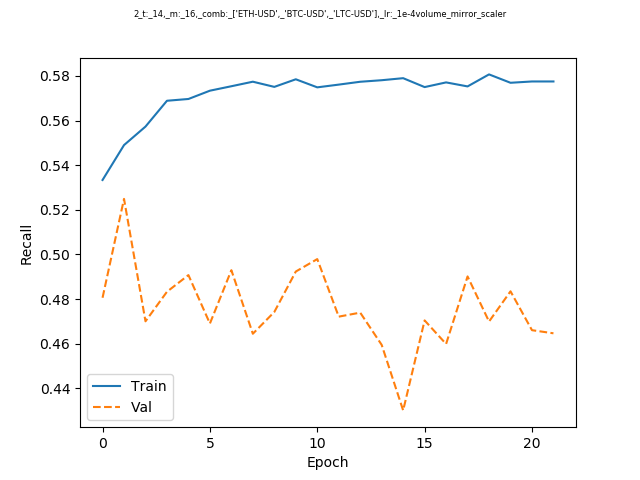 2_t:_14,_m:_16,_comb:_['ETH-USD',_'BTC-USD',_'LTC-USD'],_lr:_1e-4volume_mirror_scaler
0.58
0.56
0.54
0.52
0.50
0.48
0.46
0.44
Recall
Train
Val
0
5
10
15
20
Epoch